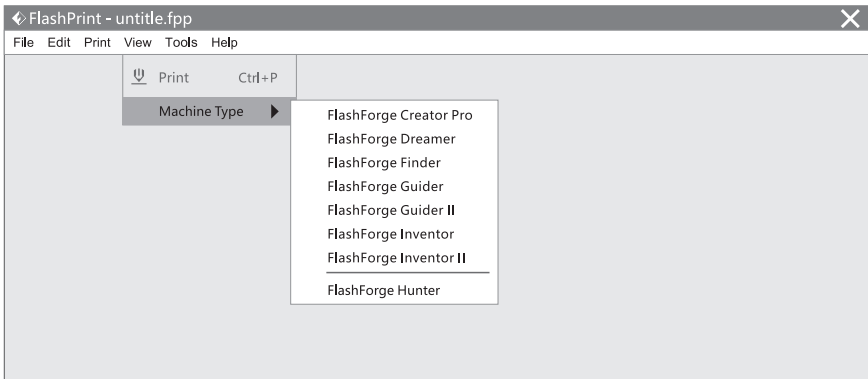 FlashPrint - untitle.fpp
File Edit Print View Tools Help
Print Ctrl+P
Machine Type
FlashForge Creator Pro
FlashForge Dreamer
FlashForge Finder
FlashForge Guider
FlashForge Guider II
FlashForge Inventor
FlashForge Inventor II
FlashForge Hunter